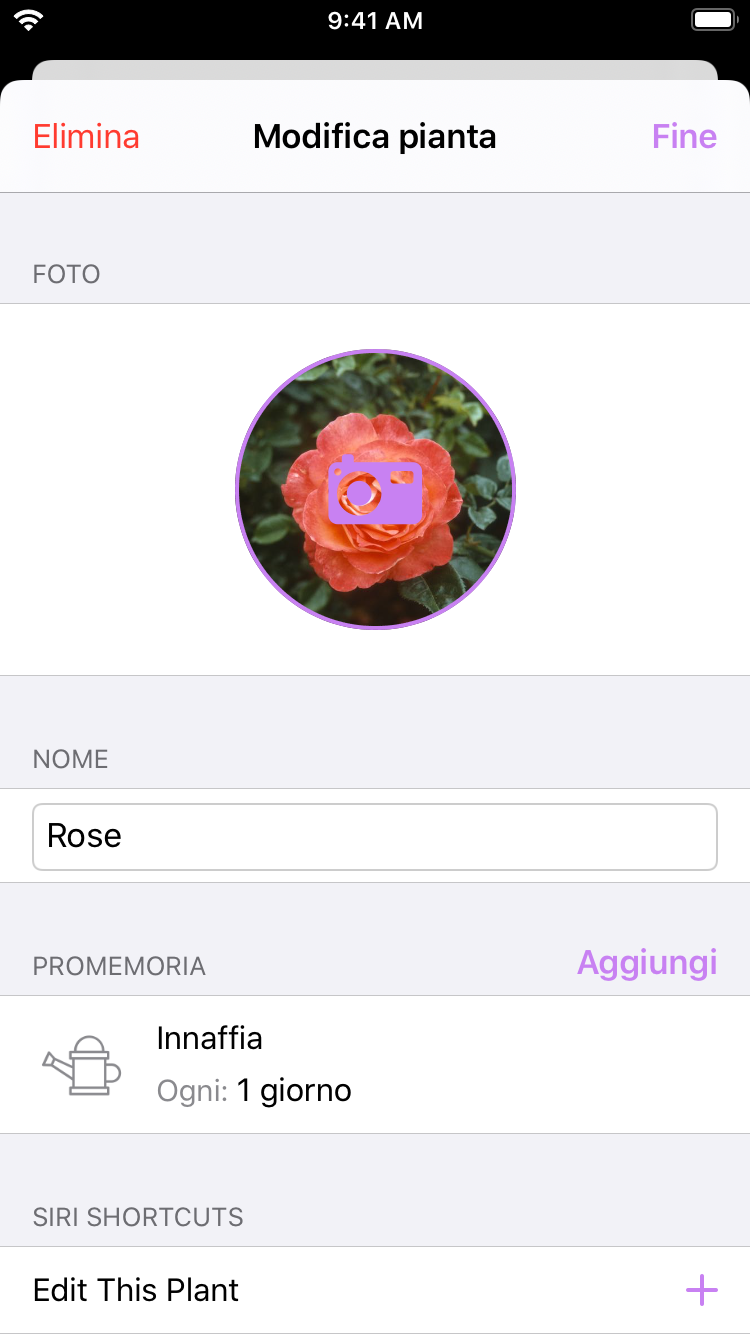 9:41 AM
Elimina
Modifica pianta
Fine
FOTO
NOME
Rose
PROMEMORIA
Aggiungi
Innaffia
Ogni: 1 giorno
SIRI SHORTCUTS
Edit This Plant